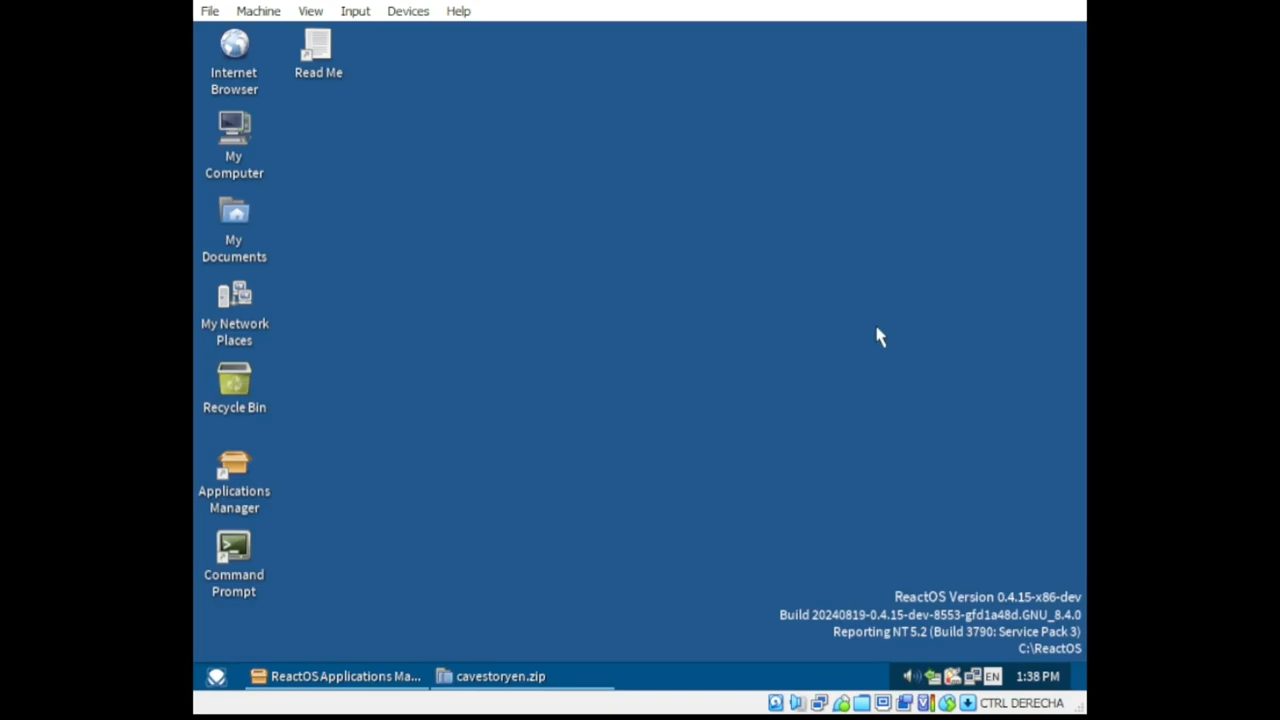 File Machine View Input Devices Help
Internet
Browser
Read Me
My
Computer
My
Documents
My Network
Places
Recycle Bin
Applications
Manager
Command
Prompt
ReactOS Version 0.4.15-x86-dev
Build 20240819-0.4.15-dev-8553-gfd1a48d.GNU_8.4.0
Reporting NT 5.2 (Build 3790: Service Pack 3)
C:\ReactOS
ReactOS Applications Ma... cavestoryen.zip EN 1:38 PM
CTRL DERECHA